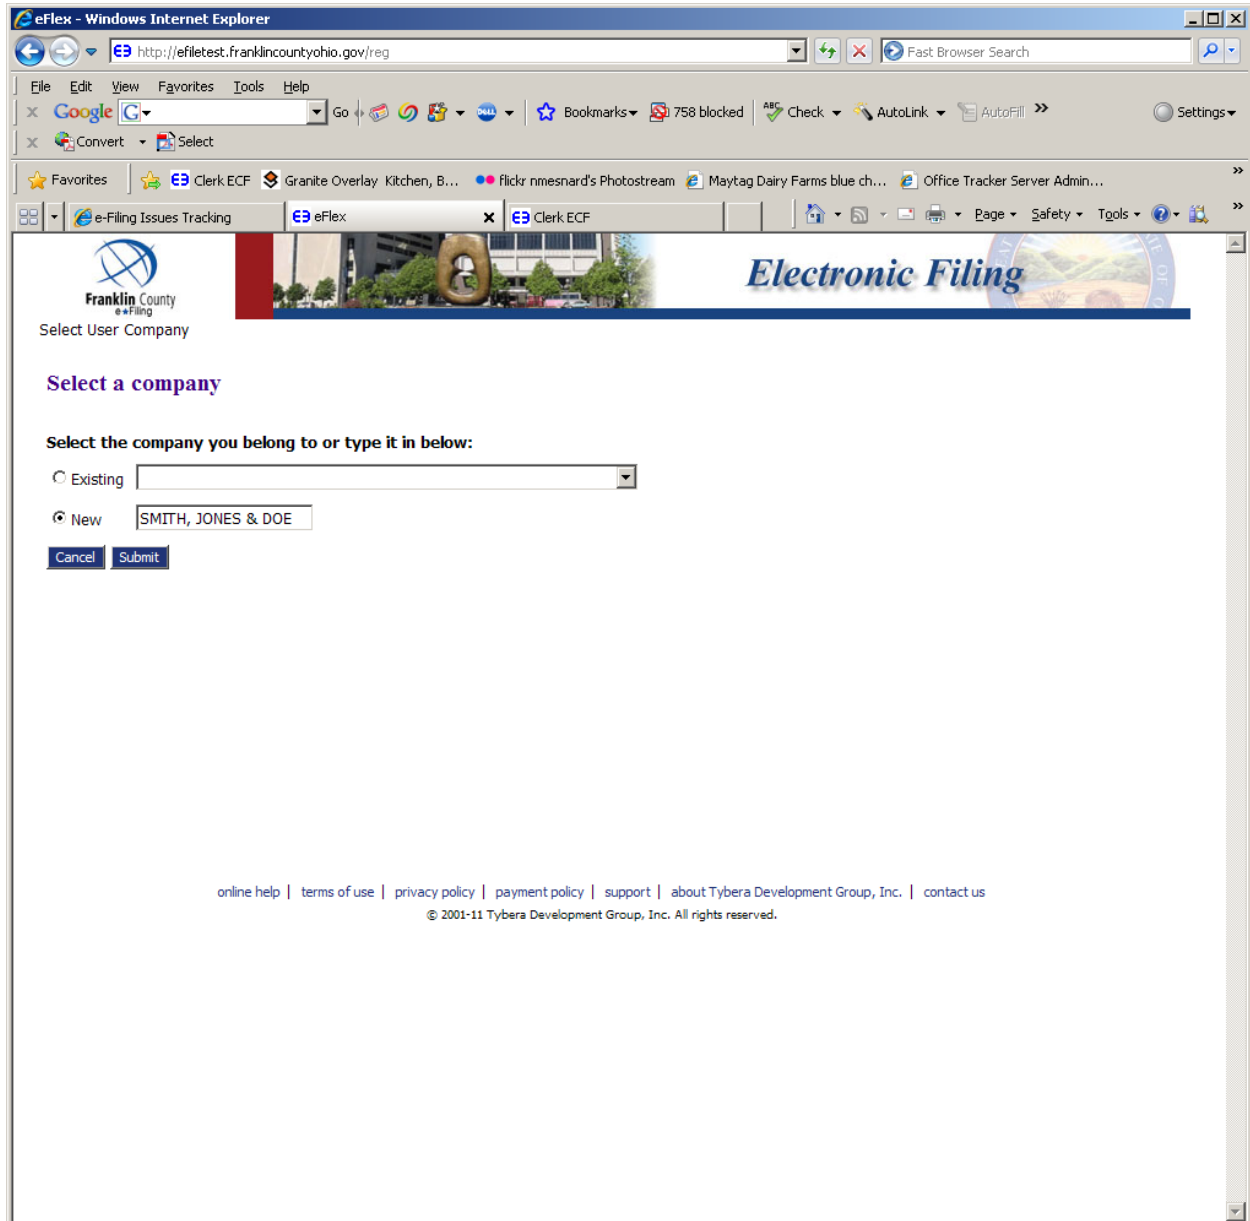 eFlex - Windows Internet Explorer
http://efiletest.franklincountyohio.gov/reg
Fast Browser Search
File Edit View Favorites Tools Help
x Google G Go DELL Bookmarks 758 blocked ABC Check AutoLink AutoFill >> Settings
x Convert Select
Favorites Clerk ECF Granite Overlay Kitchen, B... flickr nmesnard's Photostream Maytag Dairy Farms blue ch... Office Tracker Server Admin... >>
e-Filing Issues Tracking eFlex Clerk ECF Page Safety Tools >>
Franklin County
e★Filing
Electronic Filing
Select User Company
Select a company
Select the company you belong to or type it in below:
Existing
New SMITH, JONES & DOE
Cancel Submit
online help | terms of use | privacy policy | payment policy | support | about Tybera Development Group, Inc. | contact us
© 2001-11 Tybera Development Group, Inc. All rights reserved.